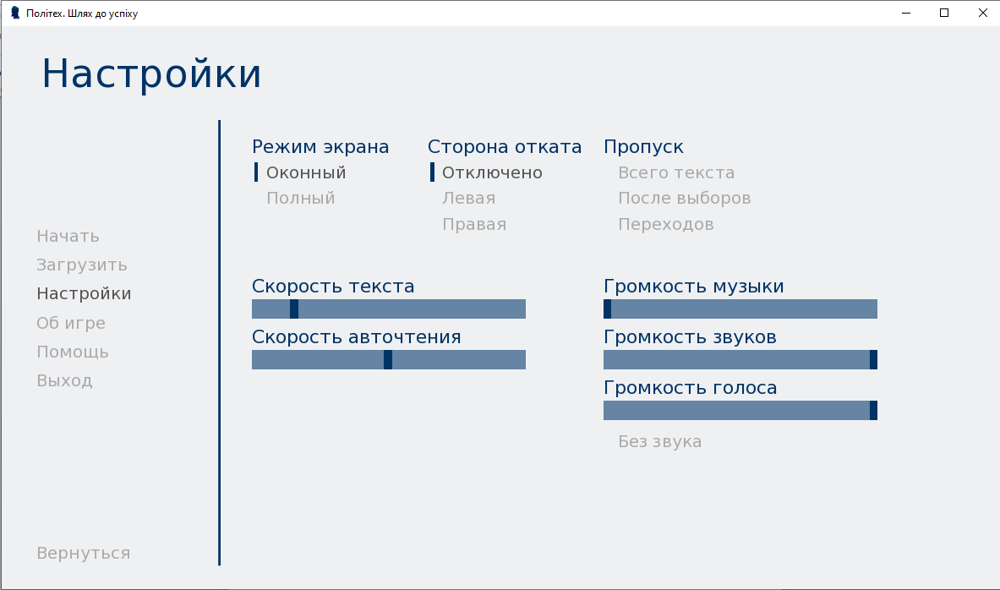 Політех. Шлях до успіху
Настройки
Начать
Загрузить
Настройки
Об игре
Помощь
Выход
Вернуться
Режим экрана
Оконный
Полный
Сторона отката
Отключено
Левая
Правая
Пропуск
Всего текста
После выборов
Переходов
Скорость текста
Скорость авточтения
Громкость музыки
Громкость звуков
Громкость голоса
Без звука